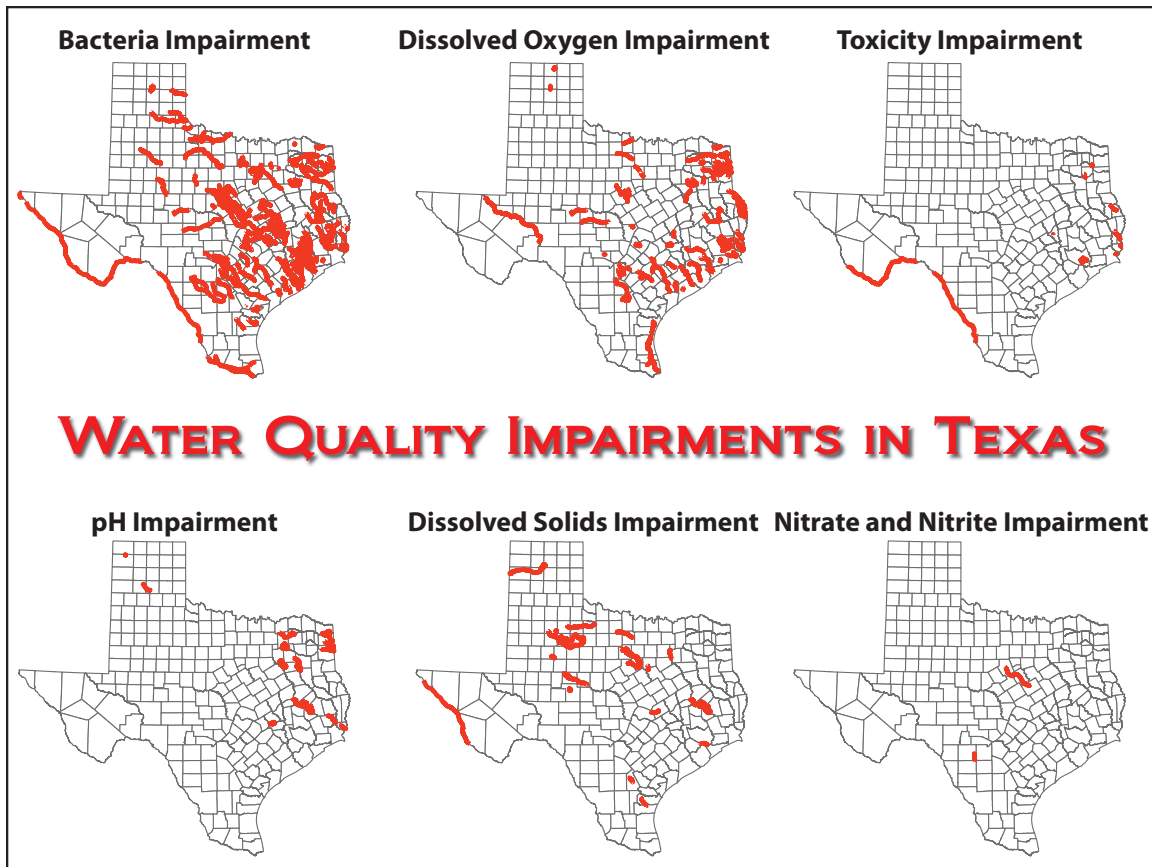 Bacteria Impairment
Dissolved Oxygen Impairment
Toxicity Impairment
Water Quality Impairments in Texas
pH Impairment
Dissolved Solids Impairment
Nitrate and Nitrite Impairment